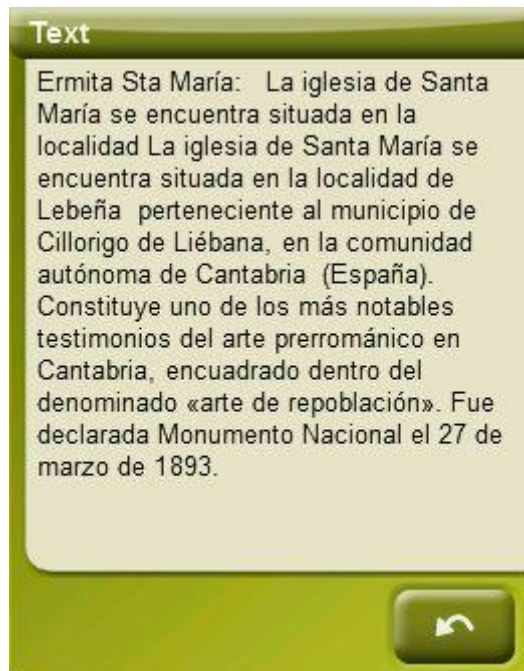 Text
Ermita Sta María:   La iglesia de Santa
María se encuentra situada en la
localidad La iglesia de Santa María se
encuentra situada en la localidad de
Lebeña  perteneciente al municipio de
Cillorigo de Liébana, en la comunidad
autónoma de Cantabria  (España).
Constituye uno de los más notables
testimonios del arte prerrománico en
Cantabria, encuadrado dentro del
denominado «arte de repoblación». Fue
declarada Monumento Nacional el 27 de
marzo de 1893.